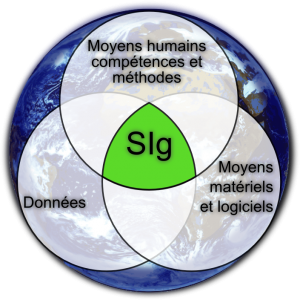 Moyens humains
compétences et
méthodes
SIg
Données
Moyens
matériels
et logiciels